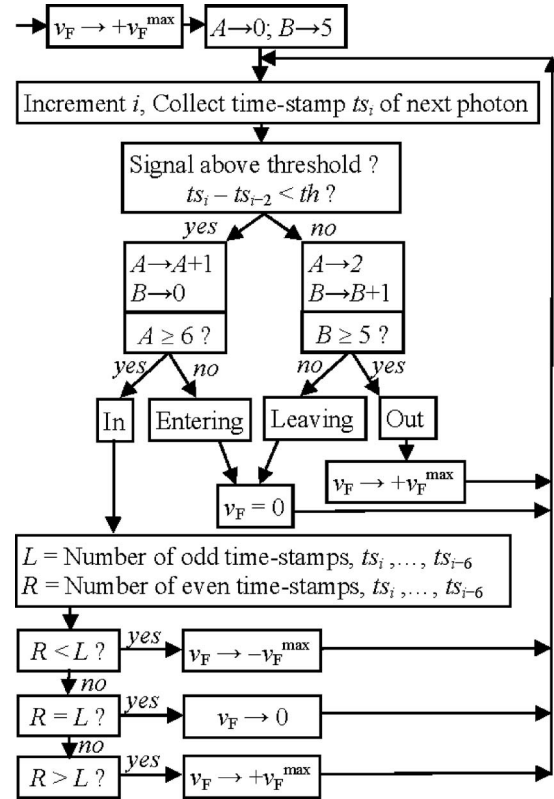 v_F → +v_F^max
A→0; B→5
Increment i, Collect time-stamp ts_i of next photon
Signal above threshold ?
ts_i – ts_i−2 < th ?
yes
no
A→A+1
B→0
A→2
B→B+1
A ≥ 6 ?
B ≥ 5 ?
yes
no
no
yes
In
Entering
Leaving
Out
v_F = 0
v_F → +v_F^max
L = Number of odd time-stamps, ts_i ,…, ts_i−6
R = Number of even time-stamps, ts_i ,…, ts_i−6
R < L ?
yes
v_F → −v_F^max
no
R = L ?
yes
v_F → 0
no
R > L ?
yes
v_F → +v_F^max